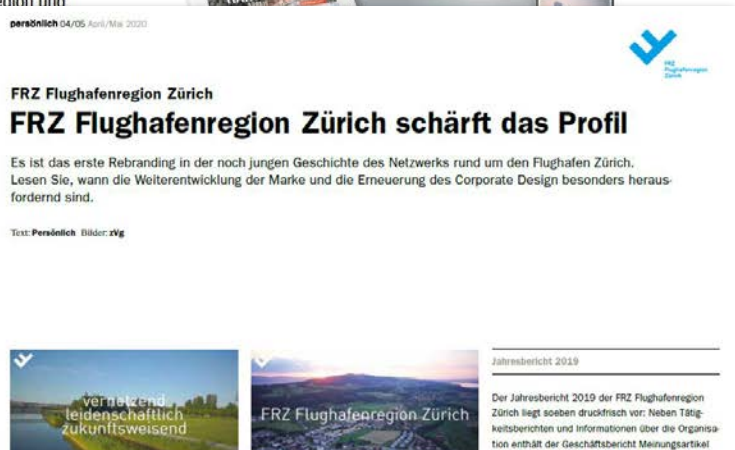 persönlich 04/05 April/Mai 2020
FRZ
Flughafenregion
Zürich
FRZ Flughafenregion Zürich
FRZ Flughafenregion Zürich schärft das Profil
Es ist das erste Rebranding in der noch jungen Geschichte des Netzwerks rund um den Flughafen Zürich.
Lesen Sie, wann die Weiterentwicklung der Marke und die Erneuerung des Corporate Design besonders heraus-
fordernd sind.
Text: Persönlich Bilder: zVg
vernetzend
leidenschaftlich
zukunftsweisend
FRZ Flughafenregion Zürich
Jahresbericht 2019
Der Jahresbericht 2019 der FRZ Flughafenregion
Zürich liegt soeben druckfrisch vor: Neben Tätig-
keitsberichten und Informationen über die Organisa-
tion enthält der Geschäftsbericht Meinungsartikel